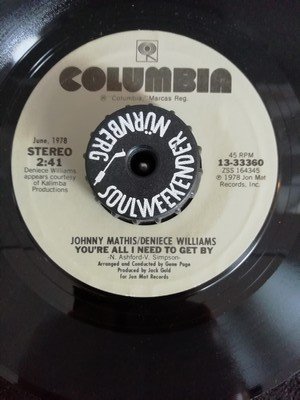 COLUMBIA
® "Columbia," Marcas Reg.
June, 1978
STEREO
2:41
Deniece Williams
appears courtesy
of Kalimba
Productions
NÜRNBERG
SOULWEEKENDER
45 RPM
13-33360
ZSS 164345
℗ 1978 Jon Mat
Records, Inc.
JOHNNY MATHIS/DENIECE WILLIAMS
YOU'RE ALL I NEED TO GET BY
-N. Ashford-V. Simpson-
Arranged and Conducted by Gene Page
Produced by Jack Gold
for Jon Mat Records